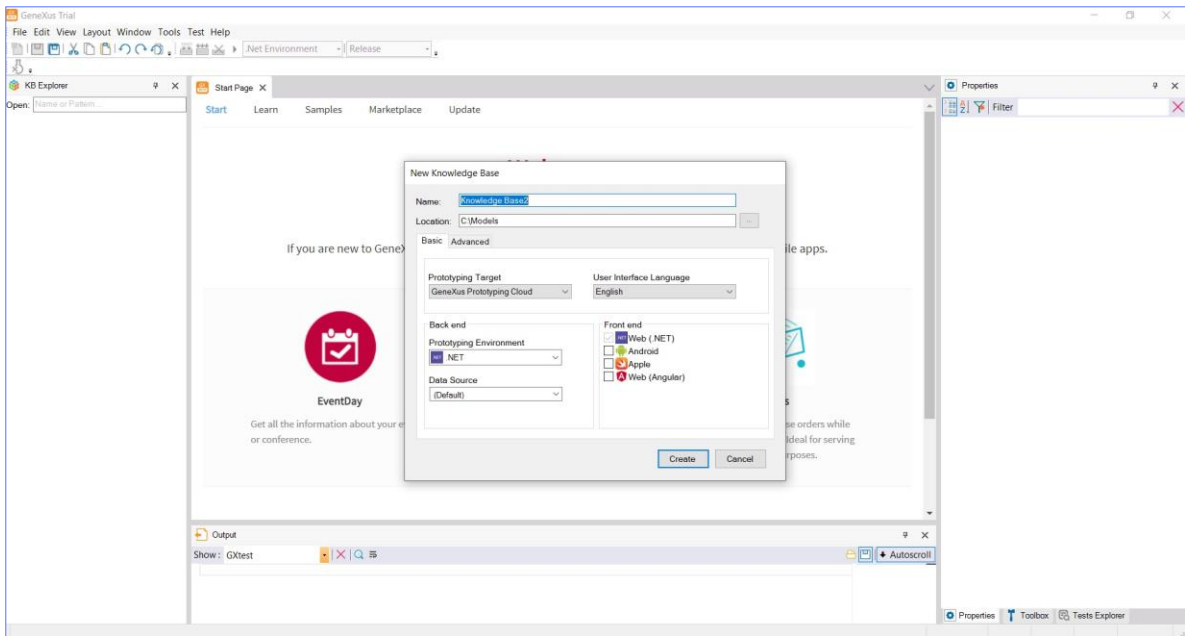 GeneXus Trial
File Edit View Layout Window Tools Test Help
.Net Environment Release
KB Explorer
Open: Name or Pattern ...
Start Page
Start Learn Samples Marketplace Update
If you are new to GeneX
ile apps.
EventDay
Get all the information about your e
or conference.
s
se orders while
Ideal for serving
rposes.
New Knowledge Base
Name: Knowledge Base2
Location: C:\Models
...
Basic Advanced
Prototyping Target
GeneXus Prototyping Cloud
User Interface Language
English
Back end
Prototyping Environment
.NET .NET
Data Source
(Default)
Front end
.NET Web (.NET)
Android
Apple
Web (Angular)
Create Cancel
Output
Show: GXtest
Autoscroll
Properties
Filter
Properties Toolbox Tests Explorer